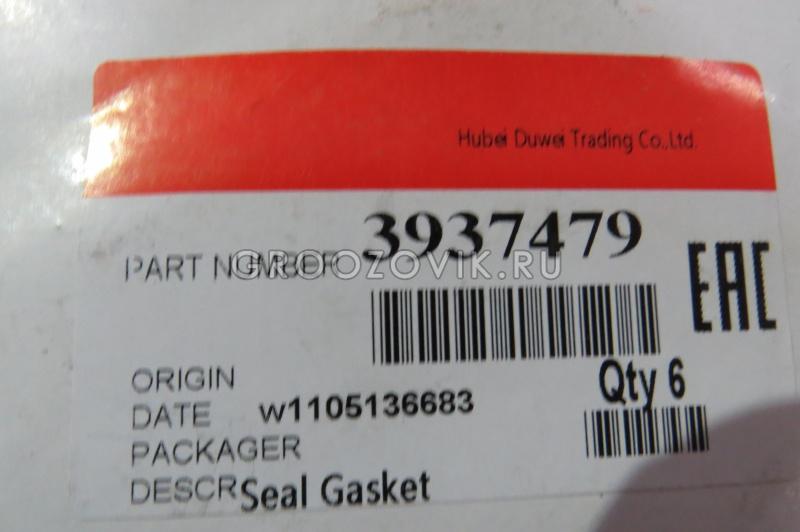 Hubei Duwei Trading Co.,Ltd.
PART NUMBER 3937479
GROOZOVIK.RU
EAC
ORIGIN
Qty 6
DATE w1105136683
PACKAGER
DESCR Seal Gasket